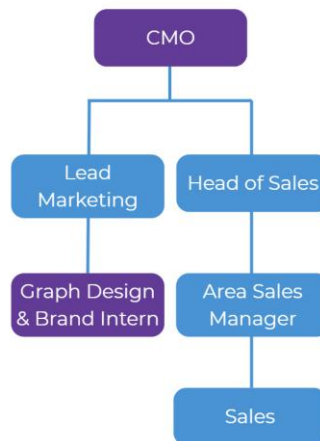 CMO
Lead
Marketing
Head of Sales
Graph Design
& Brand Intern
Area Sales
Manager
Sales